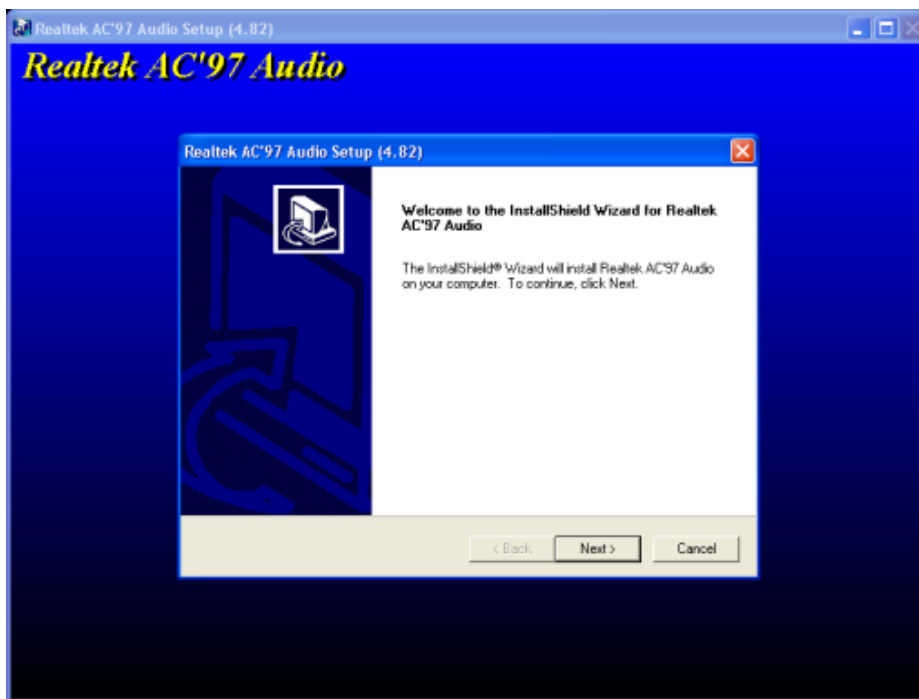 Realtek AC'97 Audio Setup (4.82)
Realtek AC'97 Audio
Realtek AC'97 Audio Setup (4.82)
Welcome to the InstallShield Wizard for Realtek
AC'97 Audio
The InstallShield® Wizard will install Realtek AC'97 Audio
on your computer. To continue, click Next.
< Back Next > Cancel